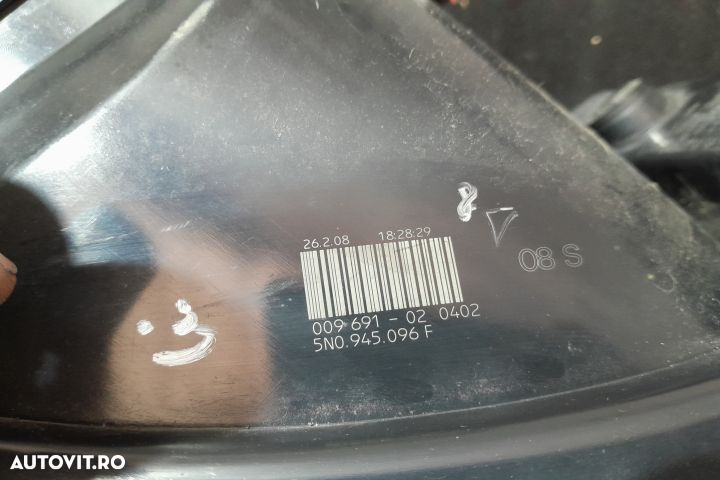 26.2.08 18:28:29
009 691 - 02 0402
5N0.945.096 F
08 S
AUTOVIT.RO